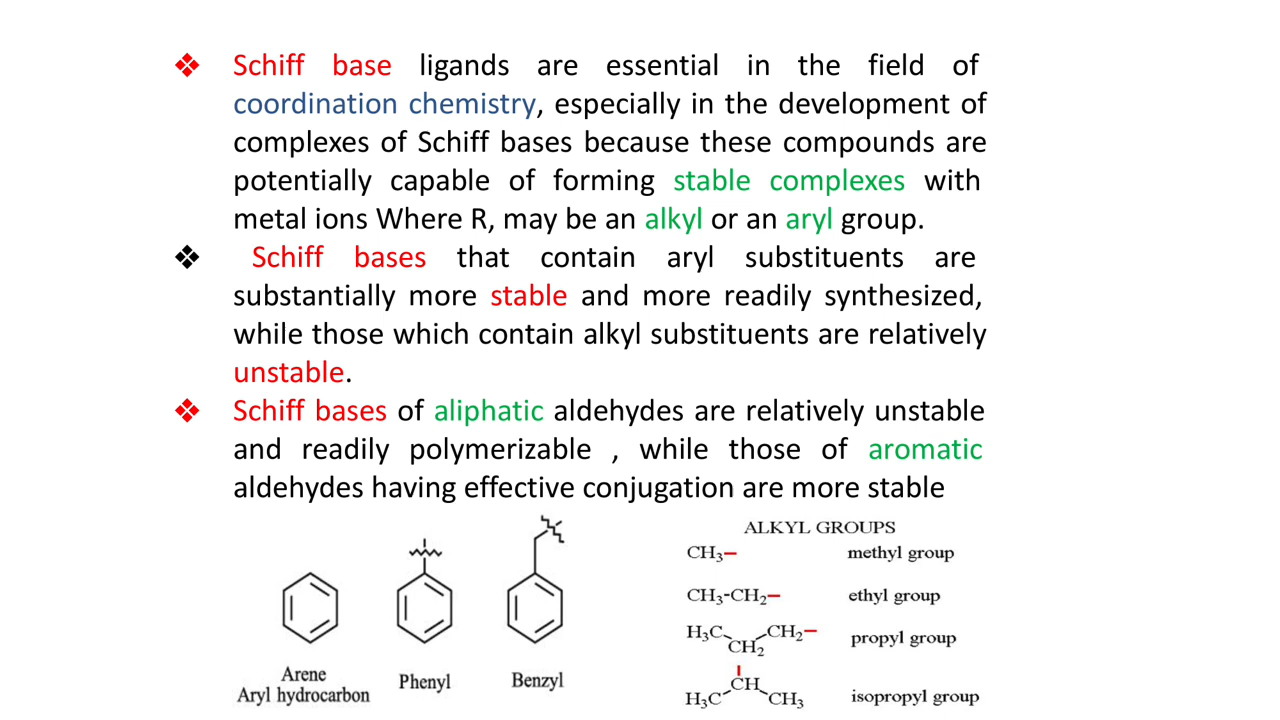 ❖ Schiff base ligands are essential in the field of
coordination chemistry, especially in the development of
complexes of Schiff bases because these compounds are
potentially capable of forming stable complexes with
metal ions Where R, may be an alkyl or an aryl group.
❖ Schiff bases that contain aryl substituents are
substantially more stable and more readily synthesized,
while those which contain alkyl substituents are relatively
unstable.
❖ Schiff bases of aliphatic aldehydes are relatively unstable
and readily polymerizable , while those of aromatic
aldehydes having effective conjugation are more stable
Arene
Aryl hydrocarbon
Phenyl
Benzyl
ALKYL GROUPS
CH₃– methyl group
CH₃-CH₂– ethyl group
H₃C CH₂ CH₂– propyl group
H₃C CH CH₃ isopropyl group